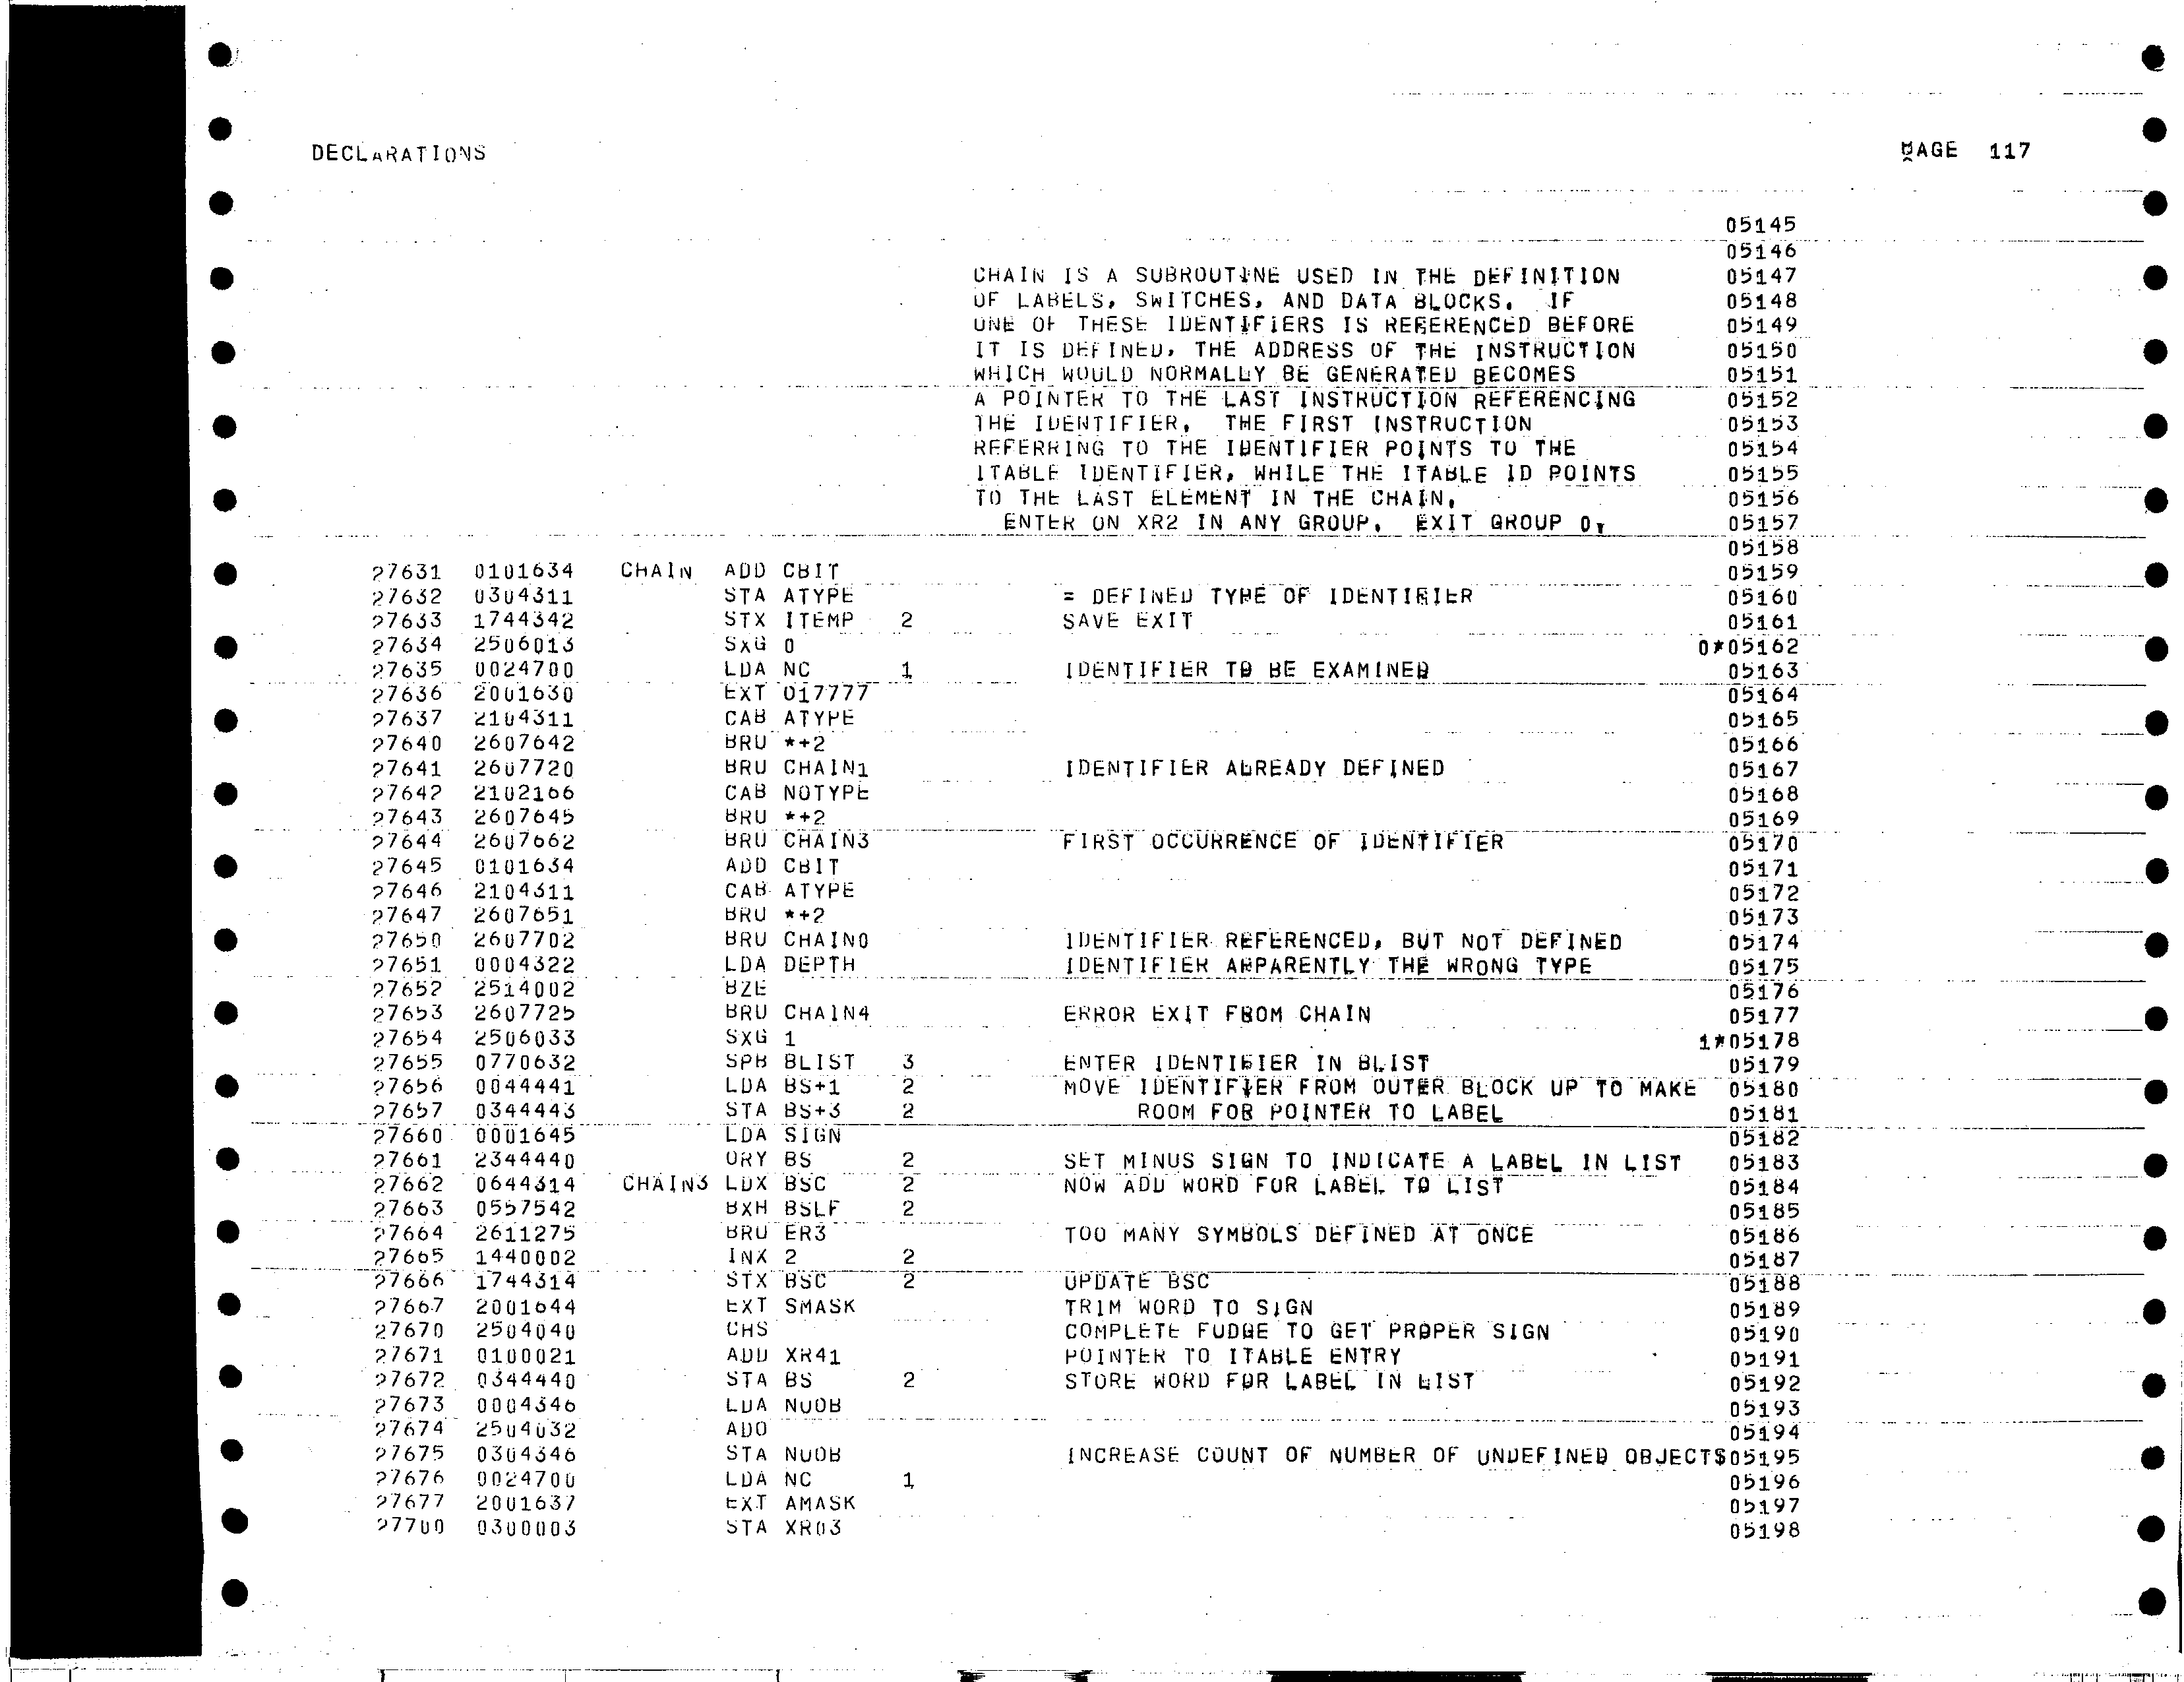 DECLARATIONS PAGE 117
05145
05146
CHAIN IS A SUBROUTINE USED IN THE DEFINITION 05147
OF LABELS, SWITCHES, AND DATA BLOCKS. IF 05148
ONE OF THESE IDENTIFIERS IS REFERENCED BEFORE 05149
IT IS DEFINED, THE ADDRESS OF THE INSTRUCTION 05150
WHICH WOULD NORMALLY BE GENERATED BECOMES 05151
A POINTER TO THE LAST INSTRUCTION REFERENCING 05152
THE IDENTIFIER. THE FIRST INSTRUCTION 05153
REFERRING TO THE IDENTIFIER POINTS TO THE 05154
ITABLE IDENTIFIER, WHILE THE ITABLE ID POINTS 05155
TO THE LAST ELEMENT IN THE CHAIN. 05156
ENTER ON XR2 IN ANY GROUP. EXIT GROUP 0. 05157
05158
27631 0101634 CHAIN ADD CBIT 05159
27632 0304311 STA ATYPE = DEFINED TYPE OF IDENTIFIER 05160
27633 1744342 STX ITEMP 2 SAVE EXIT 05161
27634 2506013 SXG 0 0*05162
27635 0024700 LDA NC 1 IDENTIFIER TO BE EXAMINED 05163
27636 2001630 EXT O17777 05164
27637 2104311 CAB ATYPE 05165
27640 2607642 BRU *+2 05166
27641 2607720 BRU CHAIN1 IDENTIFIER ALREADY DEFINED 05167
27642 2102166 CAB NOTYPE 05168
27643 2607645 BRU *+2 05169
27644 2607662 BRU CHAIN3 FIRST OCCURRENCE OF IDENTIFIER 05170
27645 0101634 ADD CBIT 05171
27646 2104311 CAB ATYPE 05172
27647 2607651 BRU *+2 05173
27650 2607702 BRU CHAIN0 IDENTIFIER REFERENCED, BUT NOT DEFINED 05174
27651 0004322 LDA DEPTH IDENTIFIER APPARENTLY THE WRONG TYPE 05175
27652 2514002 BZE 05176
27653 2607725 BRU CHAIN4 ERROR EXIT FROM CHAIN 05177
27654 2506033 SXG 1 1*05178
27655 0770632 SPB BLIST 3 ENTER IDENTIFIER IN BLIST 05179
27656 0044441 LDA BS+1 2 MOVE IDENTIFIER FROM OUTER BLOCK UP TO MAKE 05180
27657 0344443 STA BS+3 2 ROOM FOR POINTER TO LABEL 05181
27660 0001645 LDA SIGN 05182
27661 2344440 ORY BS 2 SET MINUS SIGN TO INDICATE A LABEL IN LIST 05183
27662 0644314 CHAIN3 LDX BSC 2 NOW ADD WORD FOR LABEL TO LIST 05184
27663 0557542 BXH BSLF 2 05185
27664 2611275 BRU ER3 TOO MANY SYMBOLS DEFINED AT ONCE 05186
27665 1440002 INX 2 2 05187
27666 1744314 STX BSC 2 UPDATE BSC 05188
27667 2001644 EXT SMASK TRIM WORD TO SIGN 05189
27670 2504040 CHS COMPLETE FUDGE TO GET PROPER SIGN 05190
27671 0100021 ADD XR41 POINTER TO ITABLE ENTRY 05191
27672 0344440 STA BS 2 STORE WORD FOR LABEL IN LIST 05192
27673 0004346 LDA NUOB 05193
27674 2504032 ADO 05194
27675 0304346 STA NUOB INCREASE COUNT OF NUMBER OF UNDEFINED OBJECTS05195
27676 0024700 LDA NC 1 05196
27677 2001637 EXT AMASK 05197
27700 0300003 STA XR03 05198